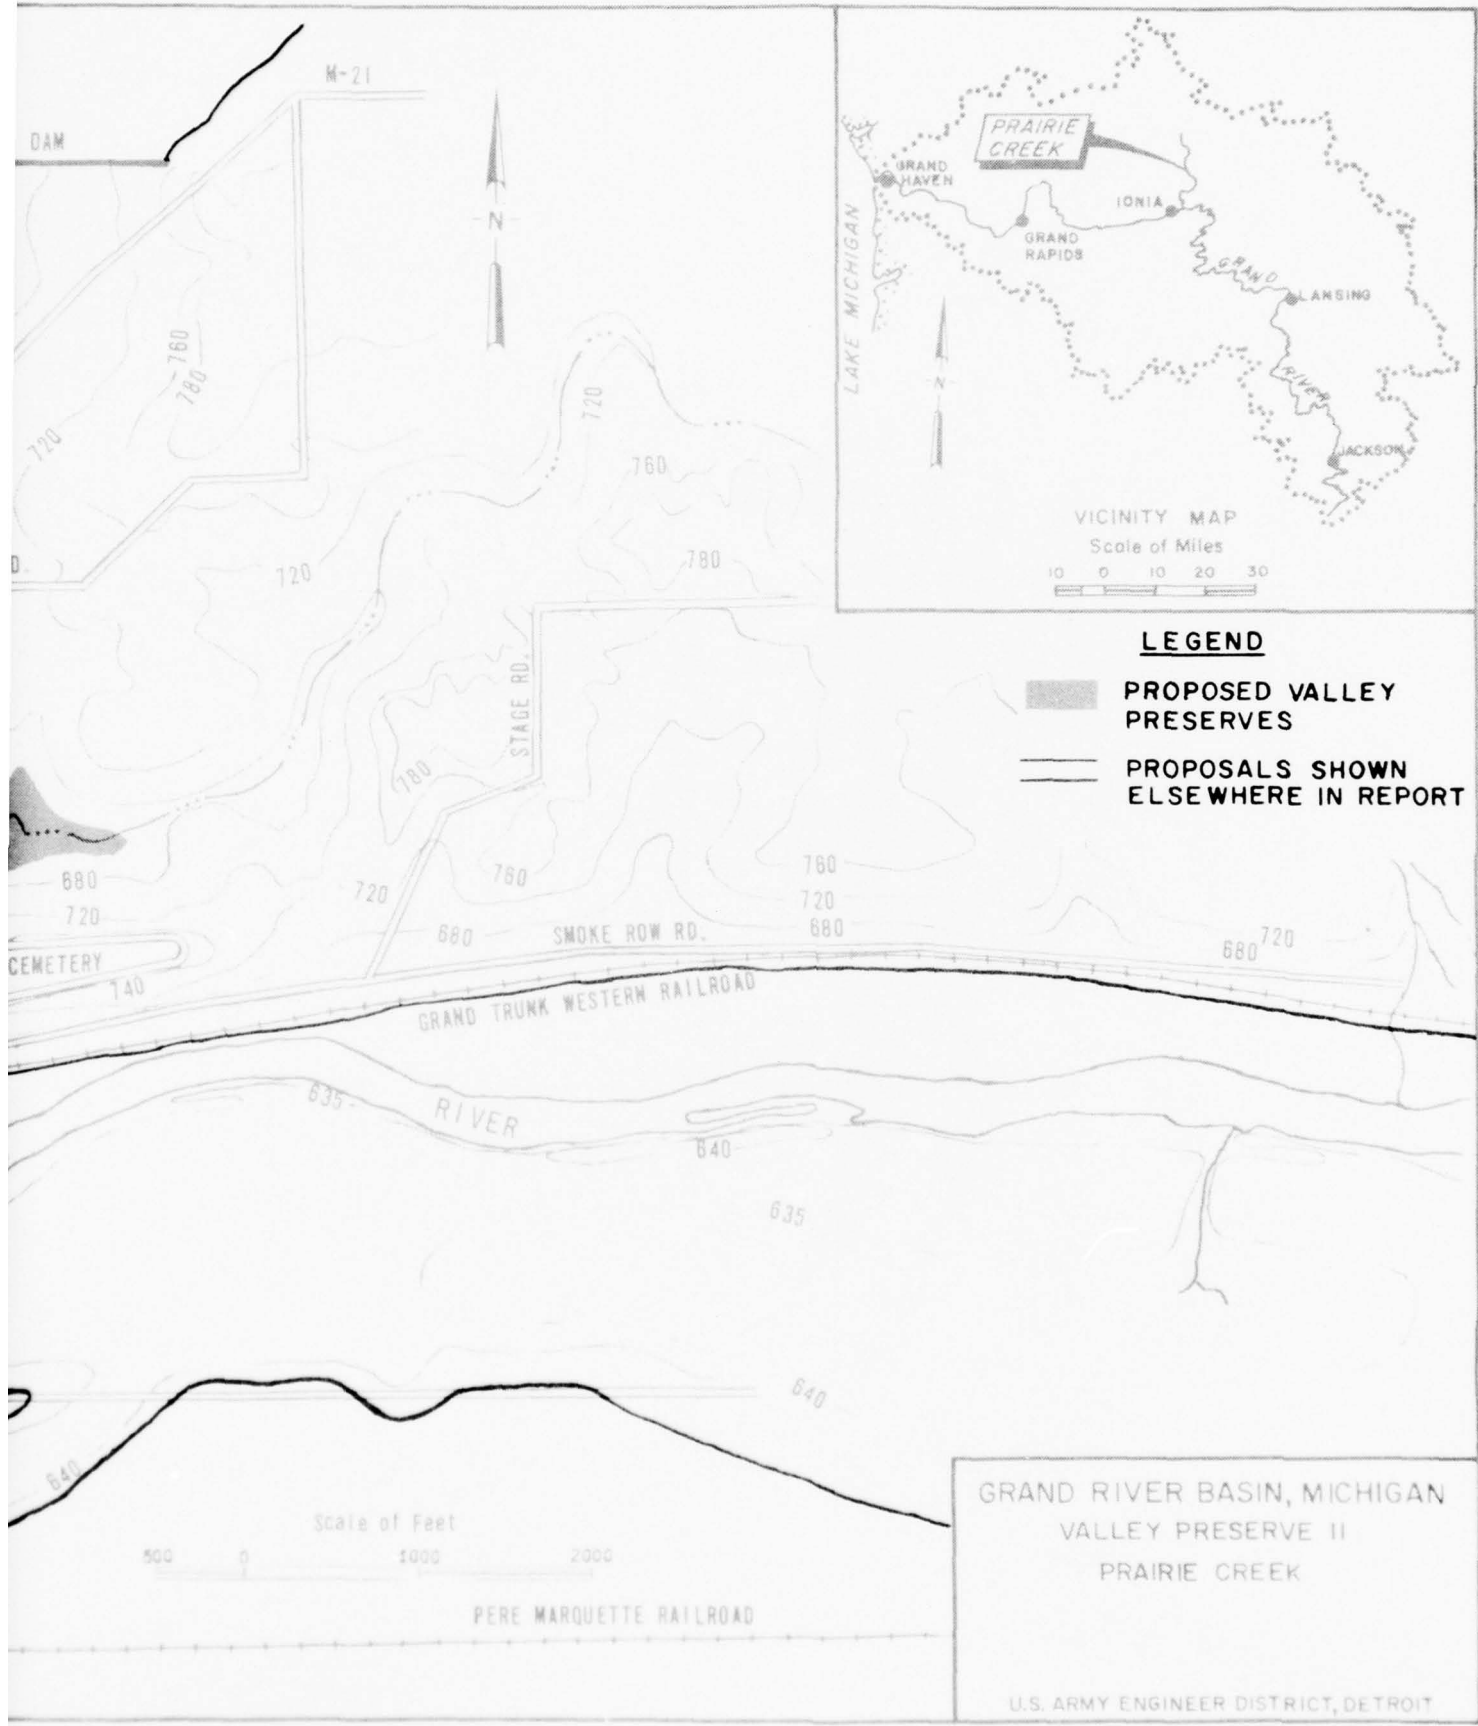 M-21
DAM
N
760
780
720
720
760
780
720
D.
STAGE RD.
780
680
720
CEMETERY
740
720
760
760
720
680
SMOKE ROW RD.
680
680
720
GRAND TRUNK WESTERN RAILROAD
635
RIVER
640
635
640
640
Scale of Feet
500 0 1000 2000
PERE MARQUETTE RAILROAD
PRAIRIE
CREEK
GRAND
HAVEN
IONIA
GRAND
RAPIDS
LAKE MICHIGAN
GRAND
LANSING
RIVER
N
JACKSON
VICINITY MAP
Scale of Miles
10 0 10 20 30
LEGEND
PROPOSED VALLEY
PRESERVES
PROPOSALS SHOWN
ELSEWHERE IN REPORT
GRAND RIVER BASIN, MICHIGAN
VALLEY PRESERVE II
PRAIRIE CREEK
U.S. ARMY ENGINEER DISTRICT, DETROIT